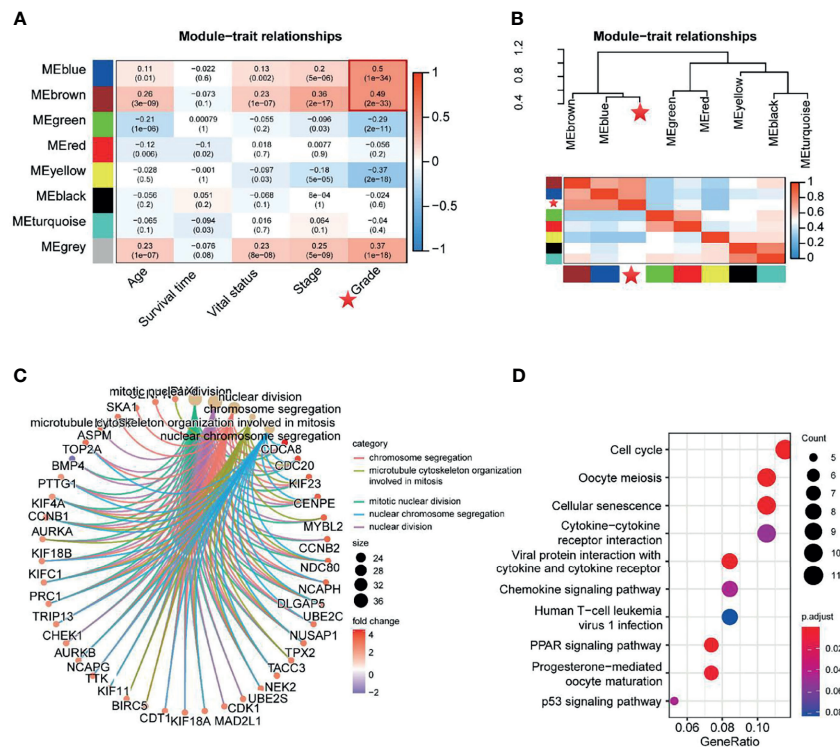 A
Module-trait relationships
MEblue
0.11 −0.022 0.13 0.2 0.5
(0.01) (0.6) (0.002) (5e−06) (1e−34)
MEbrown
0.26 −0.073 0.23 0.36 0.49
(3e−09) (0.1) (1e−07) (2e−17) (2e−33)
MEgreen
−0.21 0.00079 −0.055 −0.096 −0.29
(1e−06) (1) (0.2) (0.03) (2e−11)
MEred
−0.12 −0.1 0.018 0.0077 −0.056
(0.006) (0.02) (0.7) (0.9) (0.2)
MEyellow
−0.028 −0.001 −0.097 −0.18 −0.37
(0.5) (1) (0.03) (5e−05) (2e−18)
MEblack
−0.056 0.051 −0.068 8e−04 −0.024
(0.2) (0.2) (0.1) (1) (0.6)
MEturquoise
−0.065 −0.094 0.016 0.064 −0.04
(0.1) (0.03) (0.7) (0.1) (0.4)
MEgrey
0.23 −0.076 0.23 0.25 0.37
(1e−07) (0.08) (8e−08) (5e−09) (1e−18)
Age
Survival time
Vital status
Stage
Grade
1
0.5
0
−0.5
−1
B
Module−trait relationships
1.2
0.8
0.4
MEbrown
MEblue
MEgreen
MEred
MEyellow
MEblack
MEturquoise
1
0.8
0.6
0.4
0.2
0
C
mitotic nuclear division
nuclear division
chromosome segregation
microtubule cytoskeleton organization involved in mitosis
nuclear chromosome segregation
SKA1
ASPM
TOP2A
BMP4
PTTG1
KIF4A
CCNB1
AURKA
KIF18B
KIFC1
PRC1
TRIP13
CHEK1
AURKB
NCAPG
TTK
KIF11
BIRC5
CDT1
KIF18A
MAD2L1
CDK1
UBE2S
NEK2
TACC3
TPX2
NUSAP1
UBE2C
DLGAP5
NCAPH
NDC80
CCNB2
MYBL2
CENPE
KIF23
CDC20
CDCA8
category
chromosome segregation
microtubule cytoskeleton organization
involved in mitosis
mitotic nuclear division
nuclear chromosome segregation
nuclear division
size
24
28
32
36
fold change
4
2
0
−2
D
Cell cycle
Oocyte meiosis
Cellular senescence
Cytokine−cytokine
receptor interaction
Viral protein interaction with
cytokine and cytokine receptor
Chemokine signaling pathway
Human T−cell leukemia
virus 1 infection
PPAR signaling pathway
Progesterone−mediated
oocyte maturation
p53 signaling pathway
0.06 0.08 0.10
GeneRatio
Count
5
6
7
8
9
10
11
p.adjust
0.02
0.04
0.06
0.08